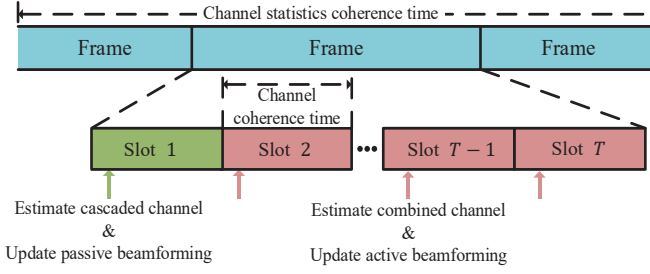 Channel statistics coherence time
Frame Frame Frame
Channel
coherence time
Slot 1 Slot 2 ••• Slot T − 1 Slot T
Estimate cascaded channel
&
Update passive beamforming
Estimate combined channel
&
Update active beamforming